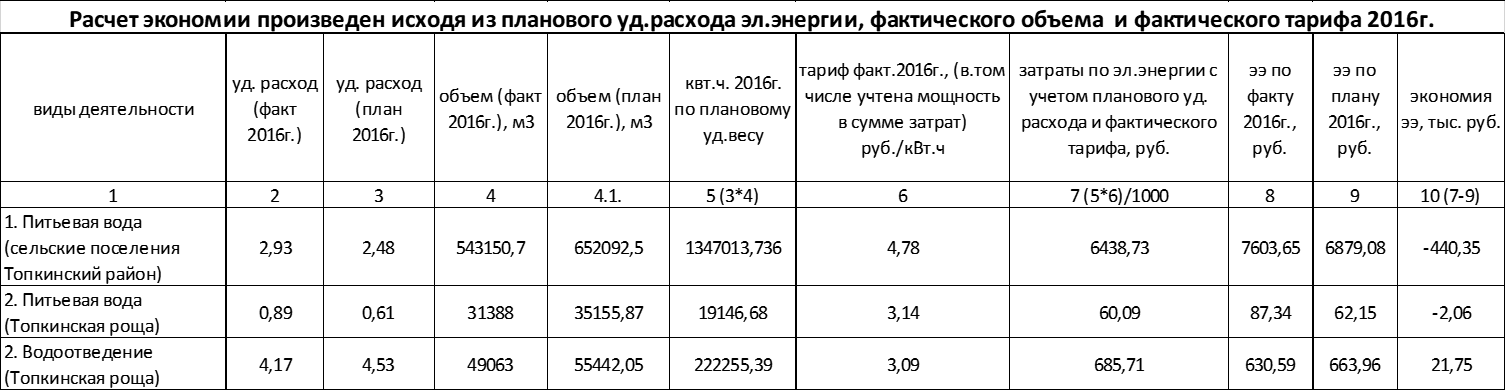 Расчет экономии произведен исходя из планового уд.расхода эл.энергии, фактического объема и фактического тарифа 2016г.
виды деятельности
уд. расход
(факт
2016г.)
уд. расход
(план
2016г.)
объем (факт
2016г.), м3
объем (план
2016г.), м3
квт.ч. 2016г.
по плановому
уд.весу
тариф факт.2016г., (в.том
числе учтена мощность
в сумме затрат)
руб./кВт.ч
затраты по эл.энергии с
учетом планового уд.
расхода и фактического
тарифа, руб.
ээ по
факту
2016г.,
руб.
ээ по
плану
2016г.,
руб.
экономия
ээ, тыс. руб.
1 2 3 4 4.1. 5 (3*4) 6 7 (5*6)/1000 8 9 10 (7-9)
1. Питьевая вода
(сельские поселения
Топкинский район)
2,93 2,48 543150,7 652092,5 1347013,736 4,78 6438,73 7603,65 6879,08 -440,35
2. Питьевая вода
(Топкинская роща)
0,89 0,61 31388 35155,87 19146,68 3,14 60,09 87,34 62,15 -2,06
2. Водоотведение
(Топкинская роща)
4,17 4,53 49063 55442,05 222255,39 3,09 685,71 630,59 663,96 21,75